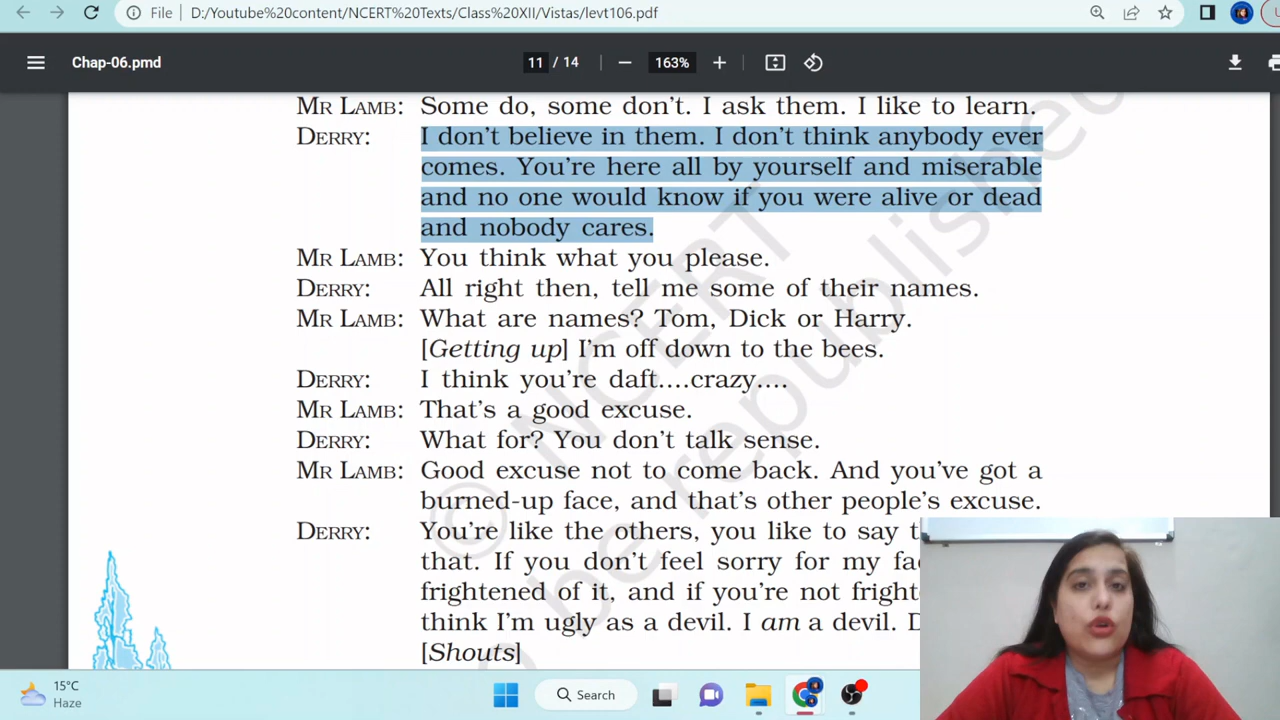 File
D:/Youtube%20content/NCERT%20Texts/Class%20XII/Vistas/levt106.pdf
Chap-06.pmd
11 / 14
163%
MR LAMB: Some do, some don't. I ask them. I like to learn.
DERRY: I don't believe in them. I don't think anybody ever
comes. You're here all by yourself and miserable
and no one would know if you were alive or dead
and nobody cares.
MR LAMB: You think what you please.
DERRY: All right then, tell me some of their names.
MR LAMB: What are names? Tom, Dick or Harry.
[Getting up] I'm off down to the bees.
DERRY: I think you're daft....crazy....
MR LAMB: That's a good excuse.
DERRY: What for? You don't talk sense.
MR LAMB: Good excuse not to come back. And you've got a
burned-up face, and that's other people's excuse.
DERRY: You're like the others, you like to say
that. If you don't feel sorry for my
frightened of it, and if you're not
think I'm ugly as a devil. I am a devil.
[Shouts]
© NCERT
be republished
15°C
Haze
Search